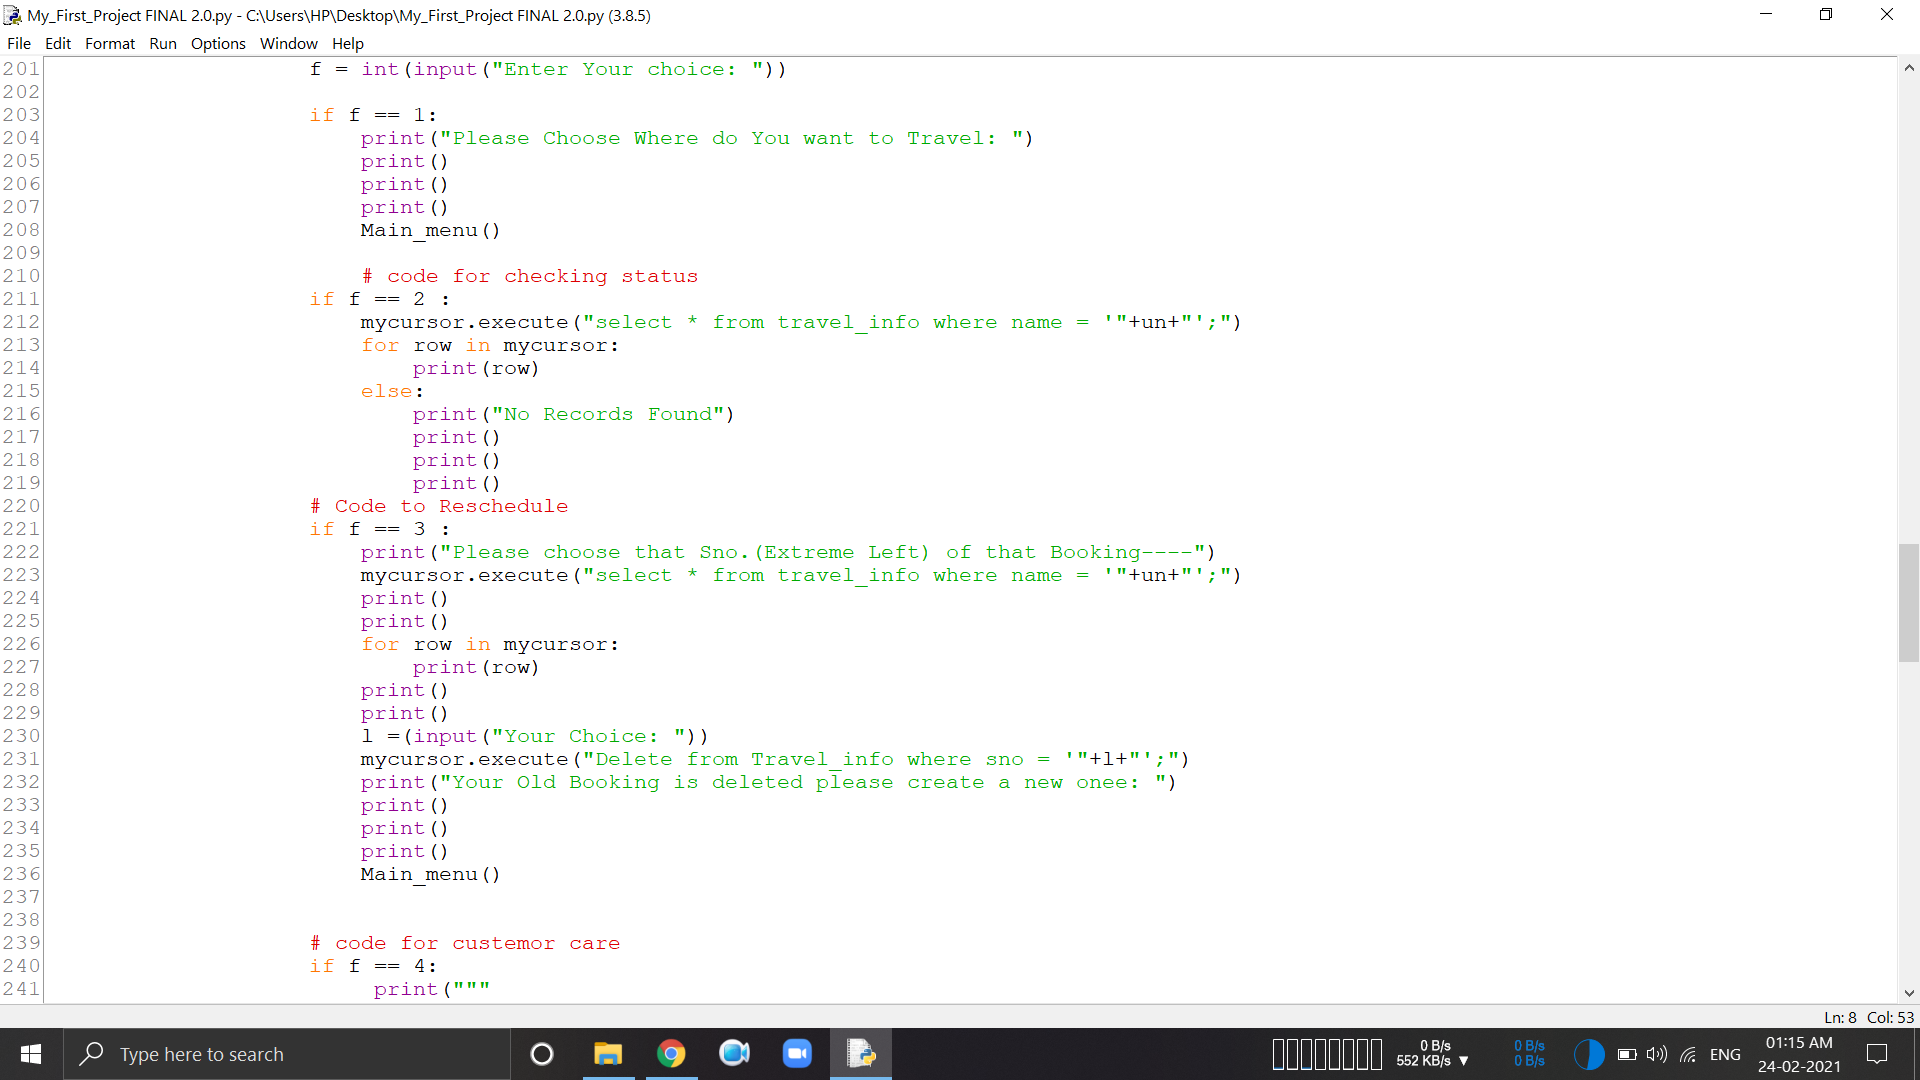 My_First_Project FINAL 2.0.py - C:\Users\HP\Desktop\My_First_Project FINAL 2.0.py (3.8.5)
File Edit Format Run Options Window Help
201 f = int(input("Enter Your choice: "))
202
203 if f == 1:
204 print("Please Choose Where do You want to Travel: ")
205 print()
206 print()
207 print()
208 Main_menu()
209
210 # code for checking status
211 if f == 2 :
212 mycursor.execute("select * from travel_info where name = '"+un+"';")
213 for row in mycursor:
214 print(row)
215 else:
216 print("No Records Found")
217 print()
218 print()
219 print()
220 # Code to Reschedule
221 if f == 3 :
222 print("Please choose that Sno.(Extreme Left) of that Booking----")
223 mycursor.execute("select * from travel_info where name = '"+un+"';")
224 print()
225 print()
226 for row in mycursor:
227 print(row)
228 print()
229 print()
230 l =(input("Your Choice: "))
231 mycursor.execute("Delete from Travel_info where sno = '"+l+"';")
232 print("Your Old Booking is deleted please create a new onee: ")
233 print()
234 print()
235 print()
236 Main_menu()
237
238
239 # code for custemor care
240 if f == 4:
241 print("""
Ln: 8 Col: 53
Type here to search
0 B/s
552 KB/s
0 B/s
0 B/s
ENG
01:15 AM
24-02-2021